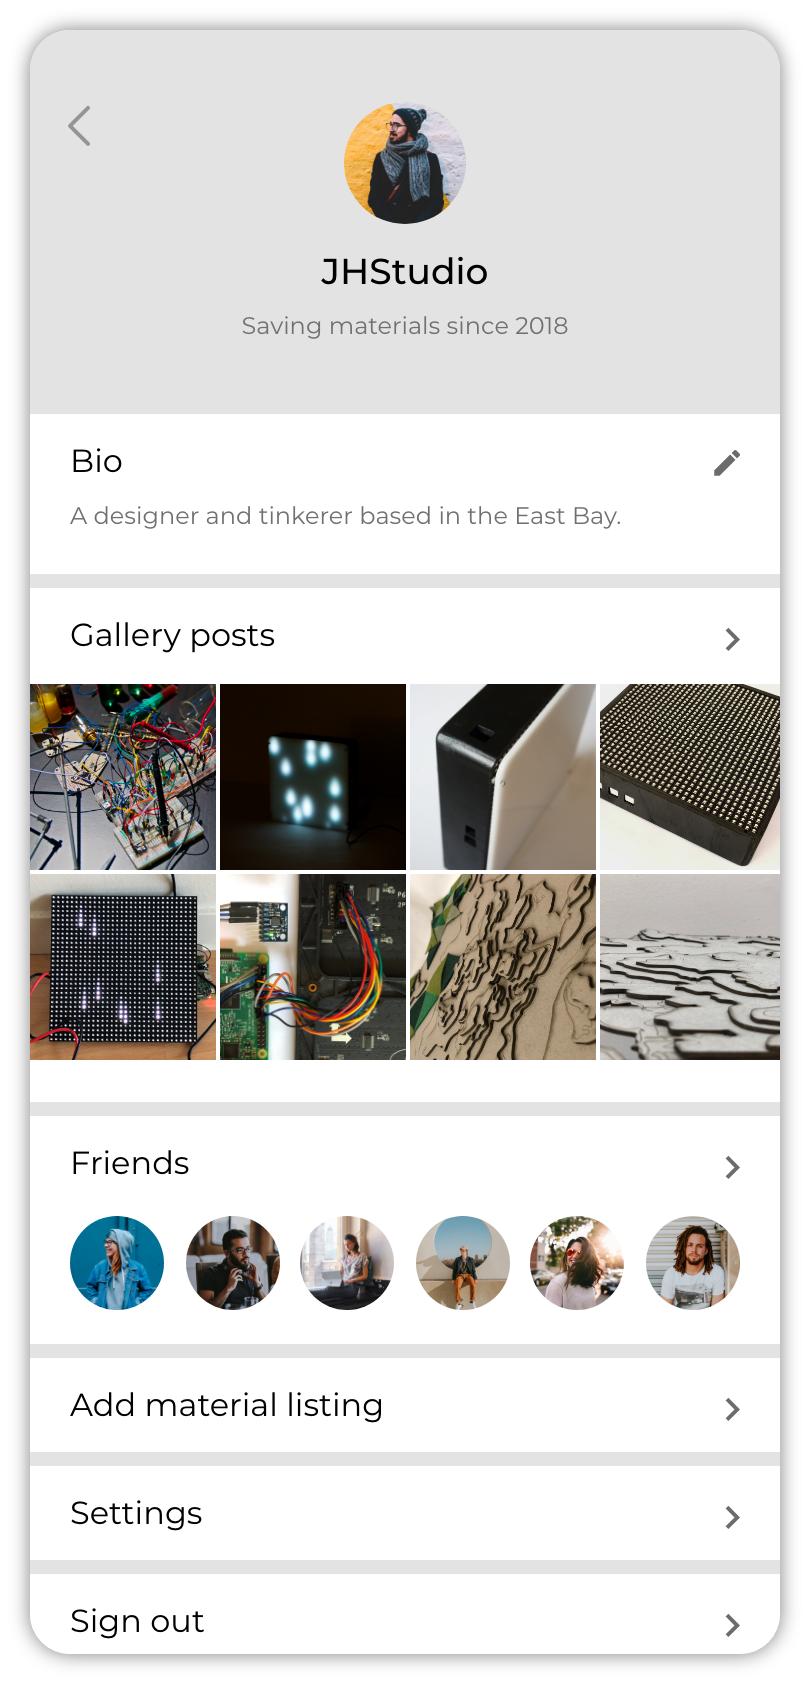 JHStudio
Saving materials since 2018
Bio
A designer and tinkerer based in the East Bay.
Gallery posts
Friends
Add material listing
Settings
Sign out